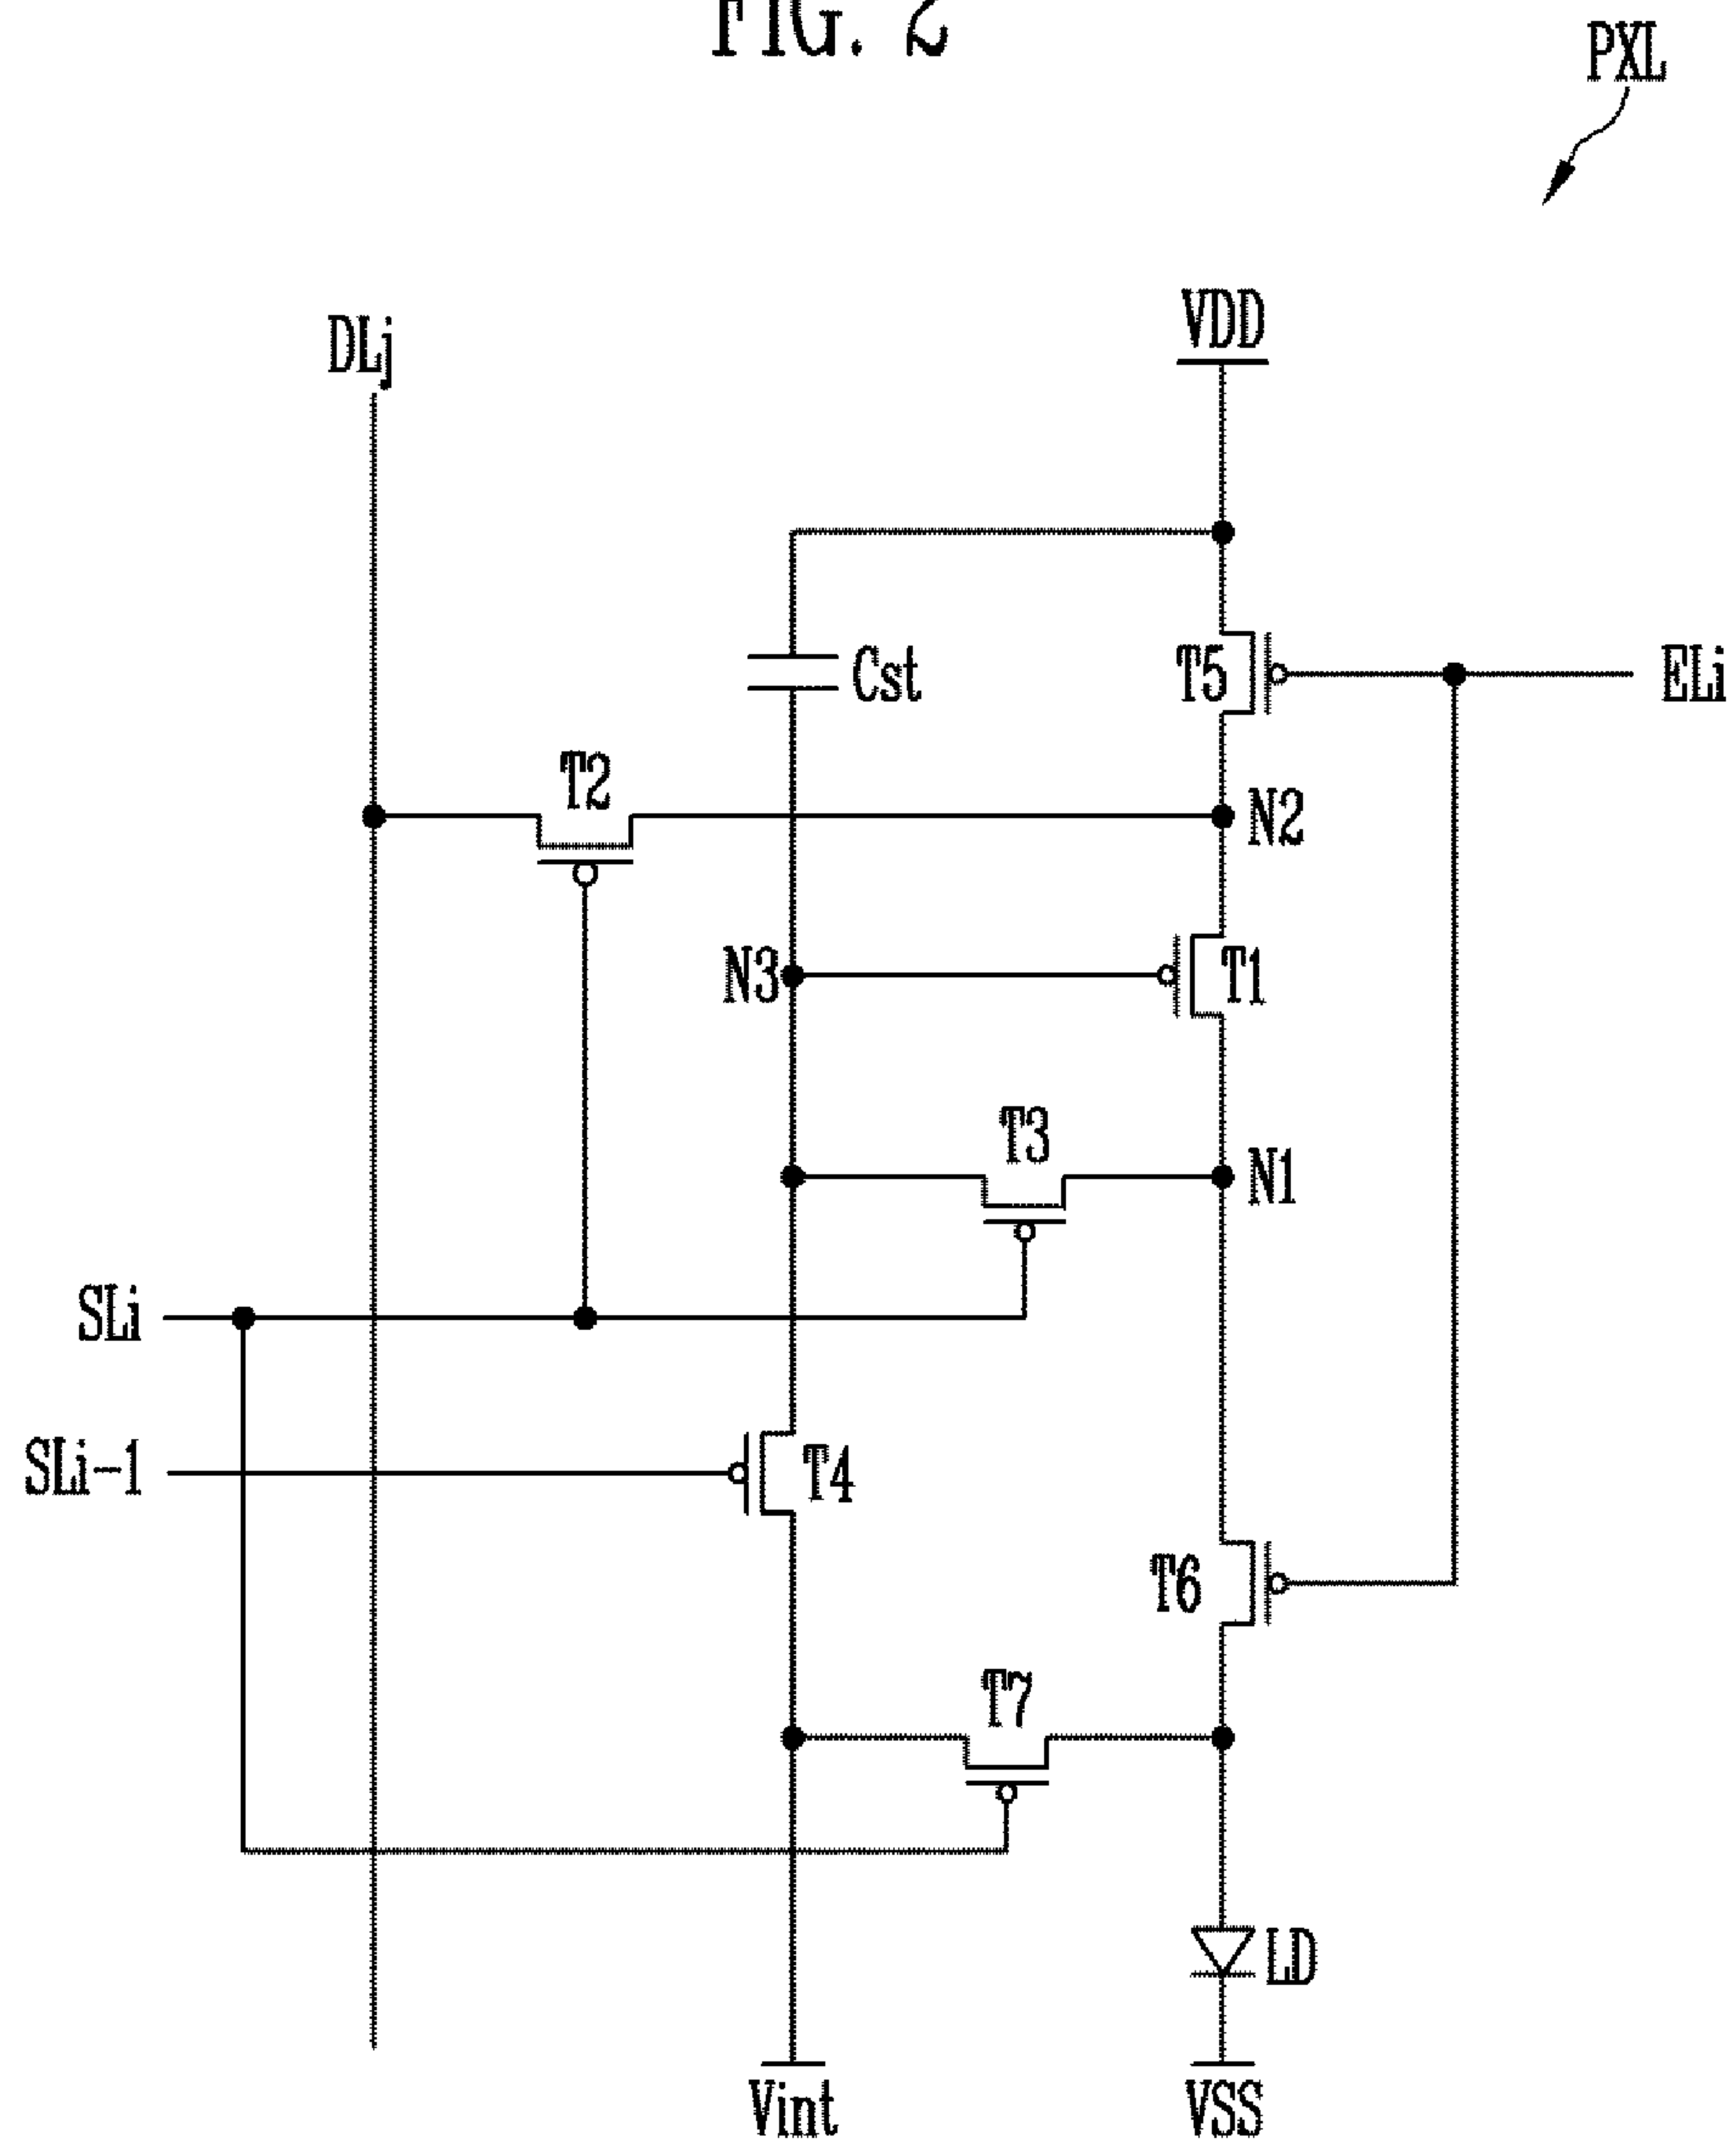 FIG. 2
PXL
VDD
DLj
Cst
T5
ELi
T2
N2
N3
T1
T3
N1
SLi
SLi-1
T4
T6
T7
LD
Vint
VSS